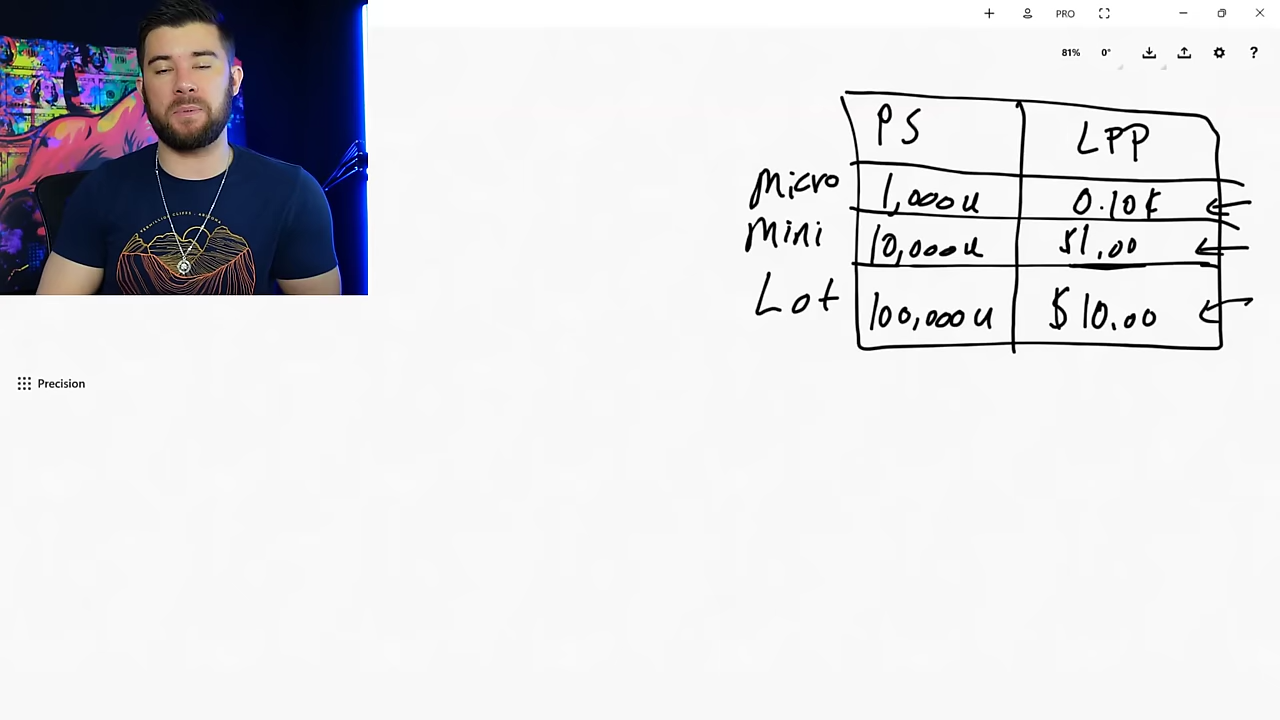 PRO
81% 0° ?
PS LPP
Micro 1,000u 0.10¢
Mini 10,000u $1.00
Lot 100,000u $10.00
Precision